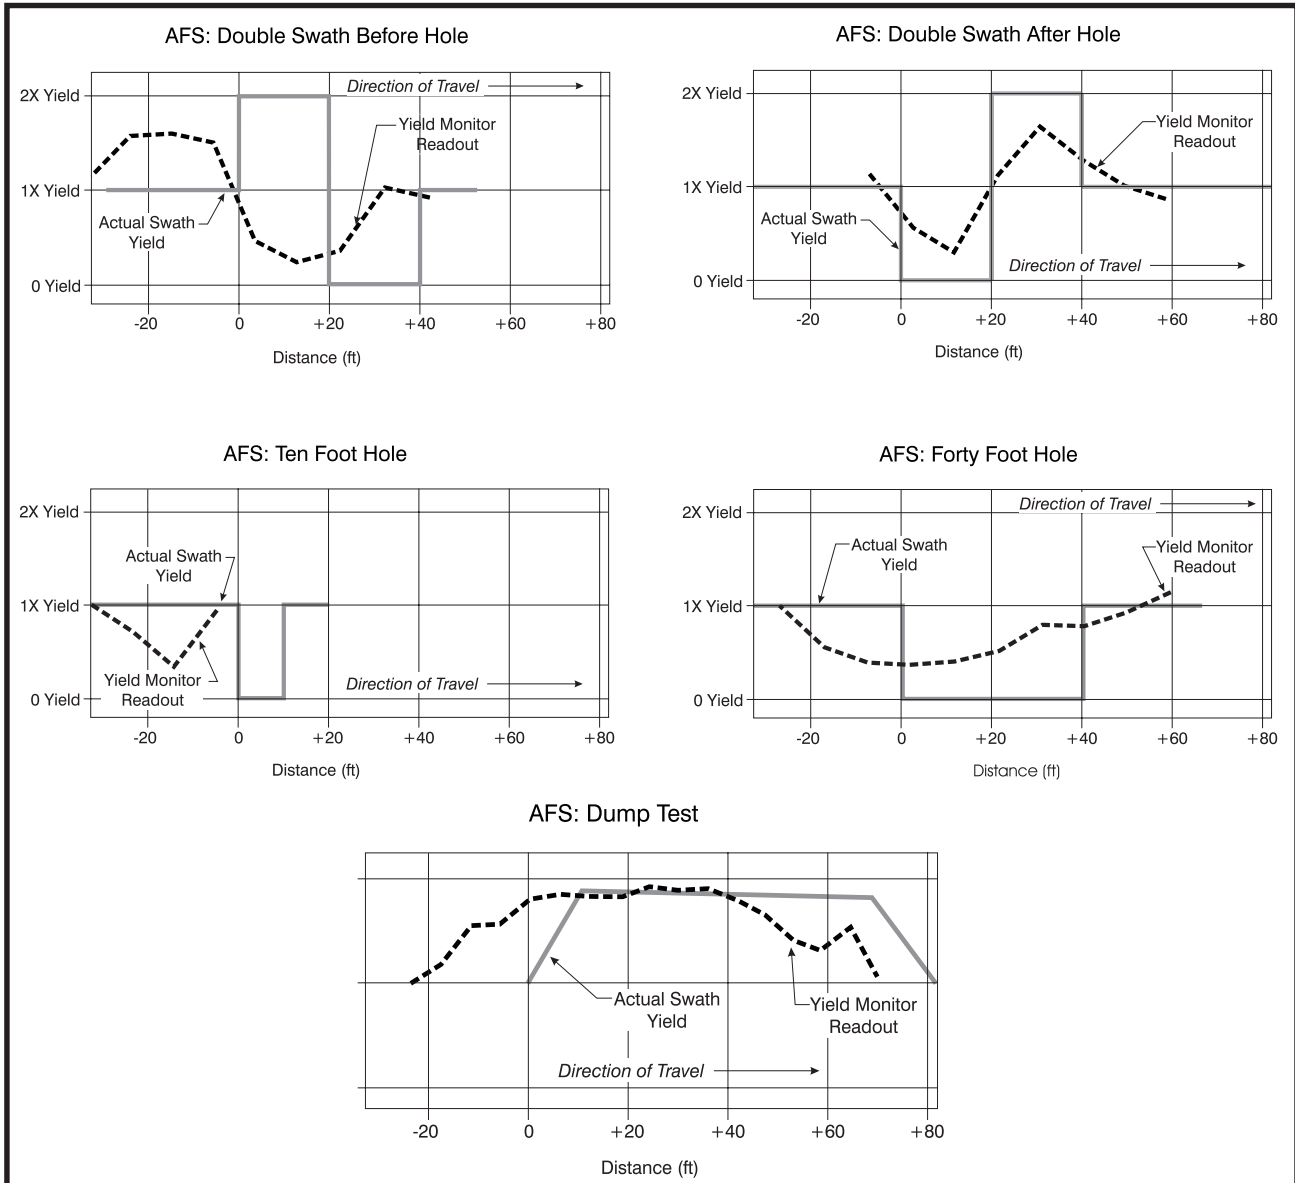 AFS: Double Swath Before Hole
2X Yield
Direction of Travel
Yield Monitor
Readout
1X Yield
Actual Swath
Yield
0 Yield
-20 0 +20 +40 +60 +80
Distance (ft)
AFS: Double Swath After Hole
2X Yield
Yield Monitor
Readout
1X Yield
Actual Swath
Yield
Direction of Travel
0 Yield
-20 0 +20 +40 +60 +80
Distance (ft)
AFS: Ten Foot Hole
2X Yield
Actual Swath
Yield
1X Yield
Yield Monitor
Readout
Direction of Travel
0 Yield
-20 0 +20 +40 +60 +80
Distance (ft)
AFS: Forty Foot Hole
Direction of Travel
2X Yield
Actual Swath
Yield
Yield Monitor
Readout
1X Yield
0 Yield
-20 0 +20 +40 +60 +80
Distance (ft)
AFS: Dump Test
Actual Swath
Yield
Yield Monitor
Readout
Direction of Travel
-20 0 +20 +40 +60 +80
Distance (ft)